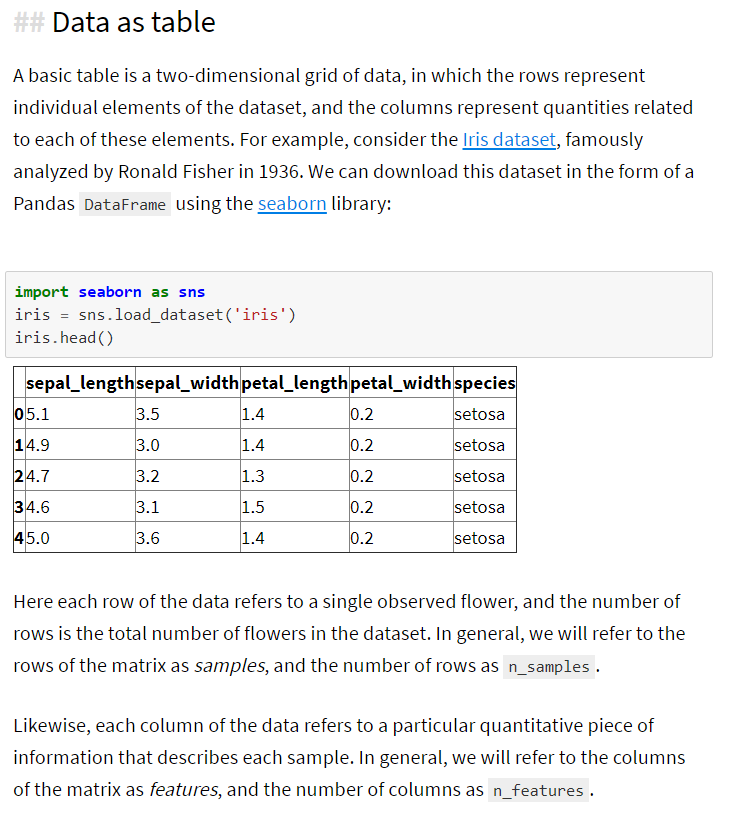 ## Data as table
A basic table is a two-dimensional grid of data, in which the rows represent
individual elements of the dataset, and the columns represent quantities related
to each of these elements. For example, consider the Iris dataset, famously
analyzed by Ronald Fisher in 1936. We can download this dataset in the form of a
Pandas DataFrame using the seaborn library:
import seaborn as sns
iris = sns.load_dataset('iris')
iris.head()
sepal_length sepal_width petal_length petal_width species
0 5.1 3.5 1.4 0.2 setosa
1 4.9 3.0 1.4 0.2 setosa
2 4.7 3.2 1.3 0.2 setosa
3 4.6 3.1 1.5 0.2 setosa
4 5.0 3.6 1.4 0.2 setosa
Here each row of the data refers to a single observed flower, and the number of
rows is the total number of flowers in the dataset. In general, we will refer to the
rows of the matrix as samples, and the number of rows as n_samples.
Likewise, each column of the data refers to a particular quantitative piece of
information that describes each sample. In general, we will refer to the columns
of the matrix as features, and the number of columns as n_features.